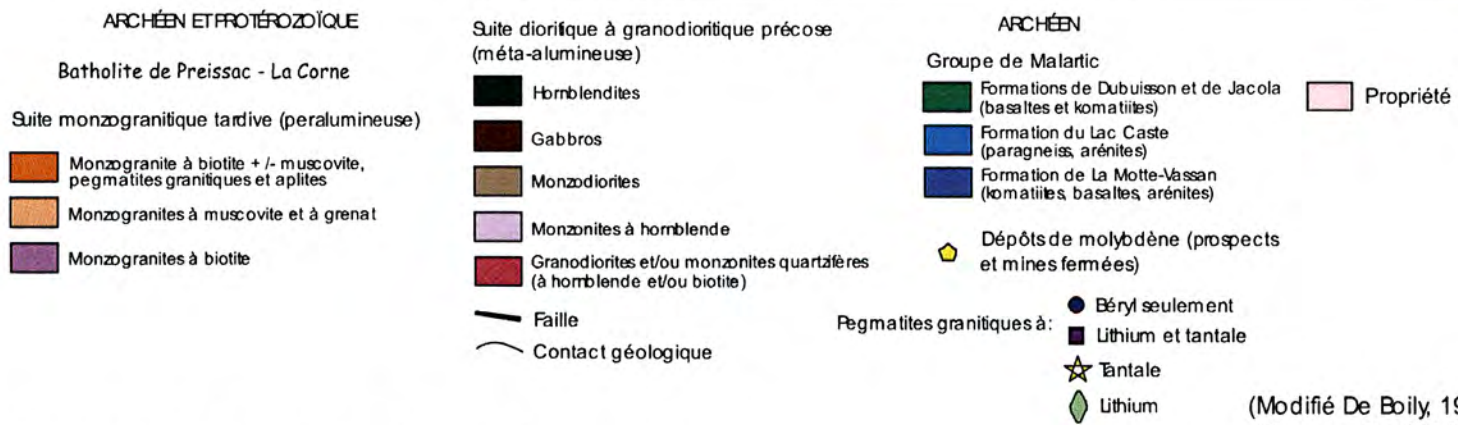 ARCHÉEN ET PROTÉROZOÏQUE
Batholite de Preissac - La Corne
Suite monzogranitique tardive (peralumineuse)
Monzogranite à biotite + /- muscovite,
pegmatites granitiques et aplites
Monzogranites à muscovite et à grenat
Monzogranites à biotite
Suite dioritique à granodioritique précose
(méta-alumineuse)
Hornblendites
Gabbros
Monzodiorites
Monzonites à hornblende
Granodiorites et/ou monzonites quartzifères
(à hornblende et/ou biotite)
Faille
Contact géologique
ARCHÉEN
Groupe de Malartic
Formations de Dubuisson et de Jacola
(basaltes et komatiites)
Formation du Lac Caste
(paragneiss, arénites)
Formation de La Motte-Vassan
(komatiites, basaltes, arénites)
Dépôts de molybdène (prospects
et mines fermées)
Pegmatites granitiques à:
Béryl seulement
Lithium et tantale
Tantale
Lithium
Propriété
(Modifié De Boily, 19